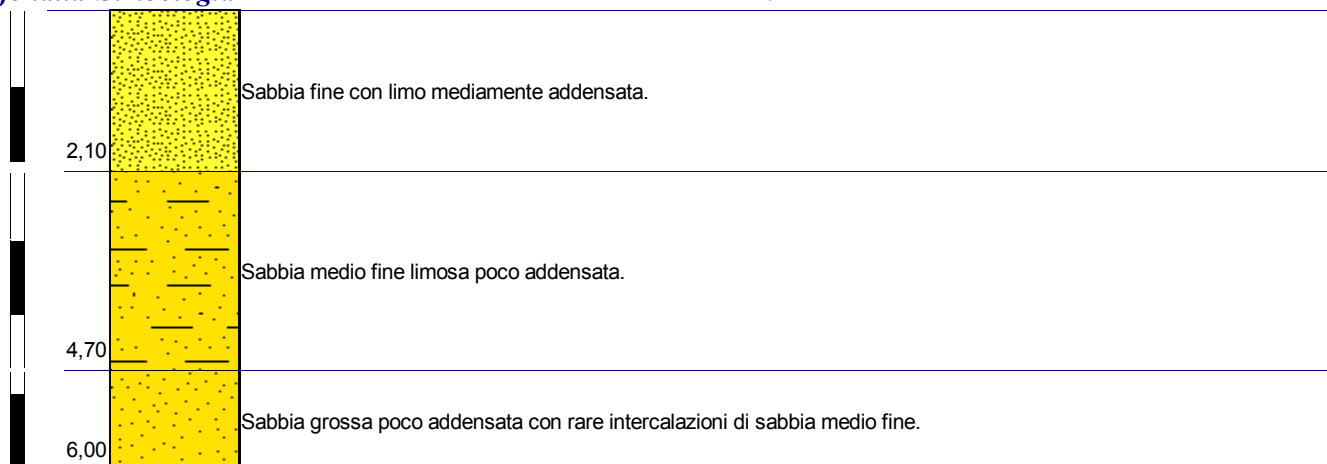 Sabbia fine con limo mediamente addensata.
2,10
Sabbia medio fine limosa poco addensata.
4,70
Sabbia grossa poco addensata con rare intercalazioni di sabbia medio fine.
6,00